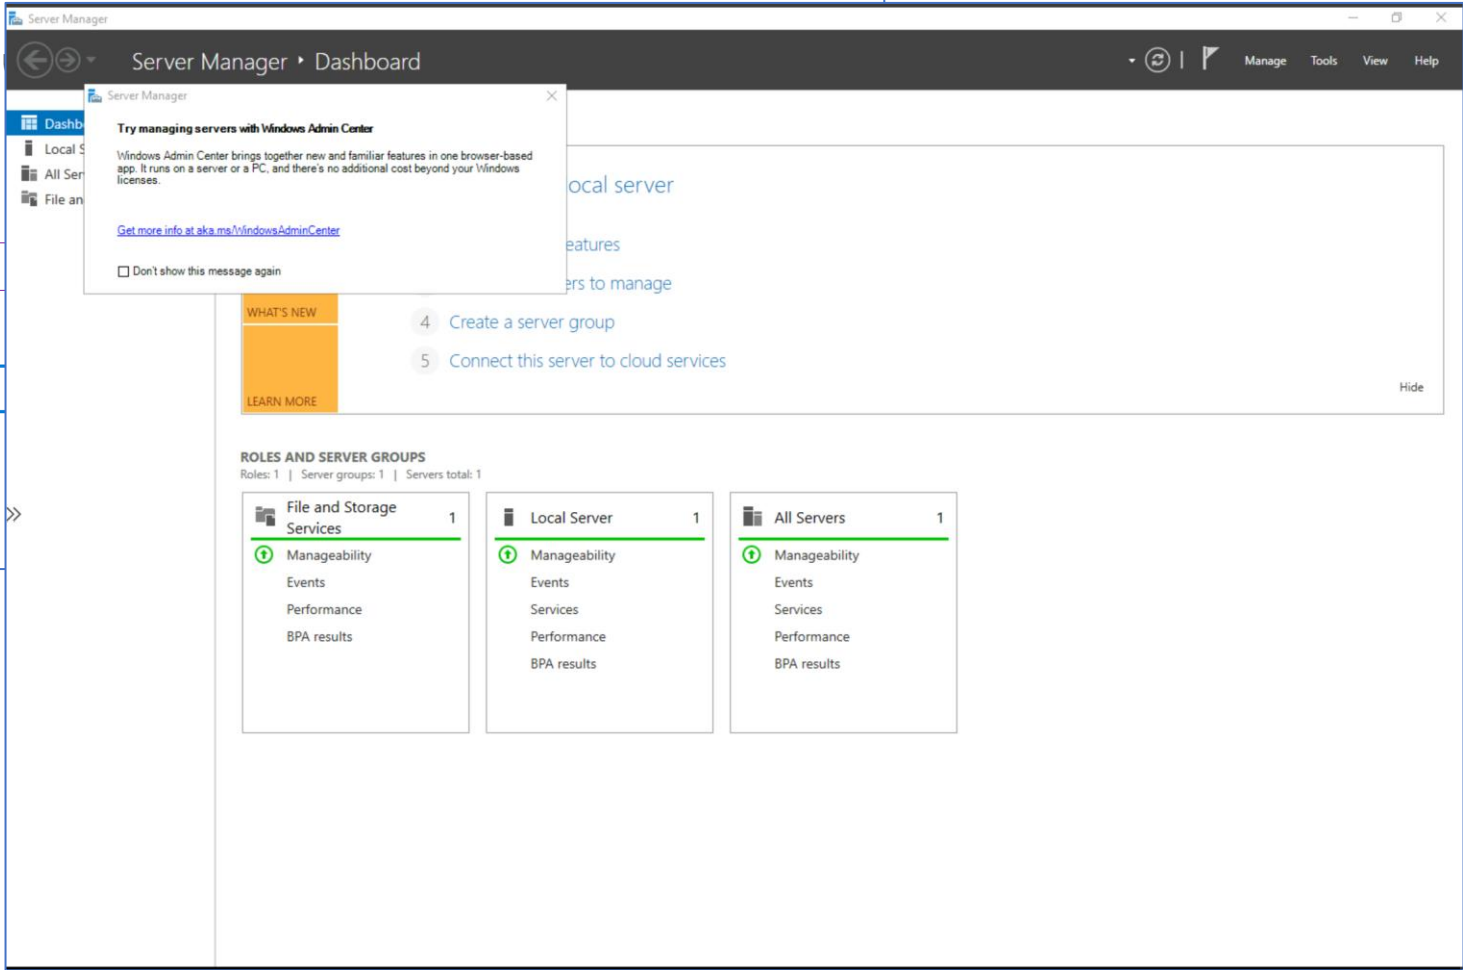 Server Manager
Server Manager • Dashboard
Manage Tools View Help
Server Manager
Try managing servers with Windows Admin Center
Windows Admin Center brings together new and familiar features in one browser-based
app. It runs on a server or a PC, and there's no additional cost beyond your Windows
licenses.
Get more info at aka.ms/WindowsAdminCenter
Don't show this message again
Local
All
File an
server
to manage
WHAT'S NEW
4 Create a server group
5 Connect this server to cloud services
Hide
LEARN MORE
ROLES AND SERVER GROUPS
Roles: 1 | Server groups: 1 | Servers total: 1
File and Storage
Services
1
Manageability
Events
Performance
BPA results
Local Server 1
Manageability
Events
Services
Performance
BPA results
All Servers 1
Manageability
Events
Services
Performance
BPA results